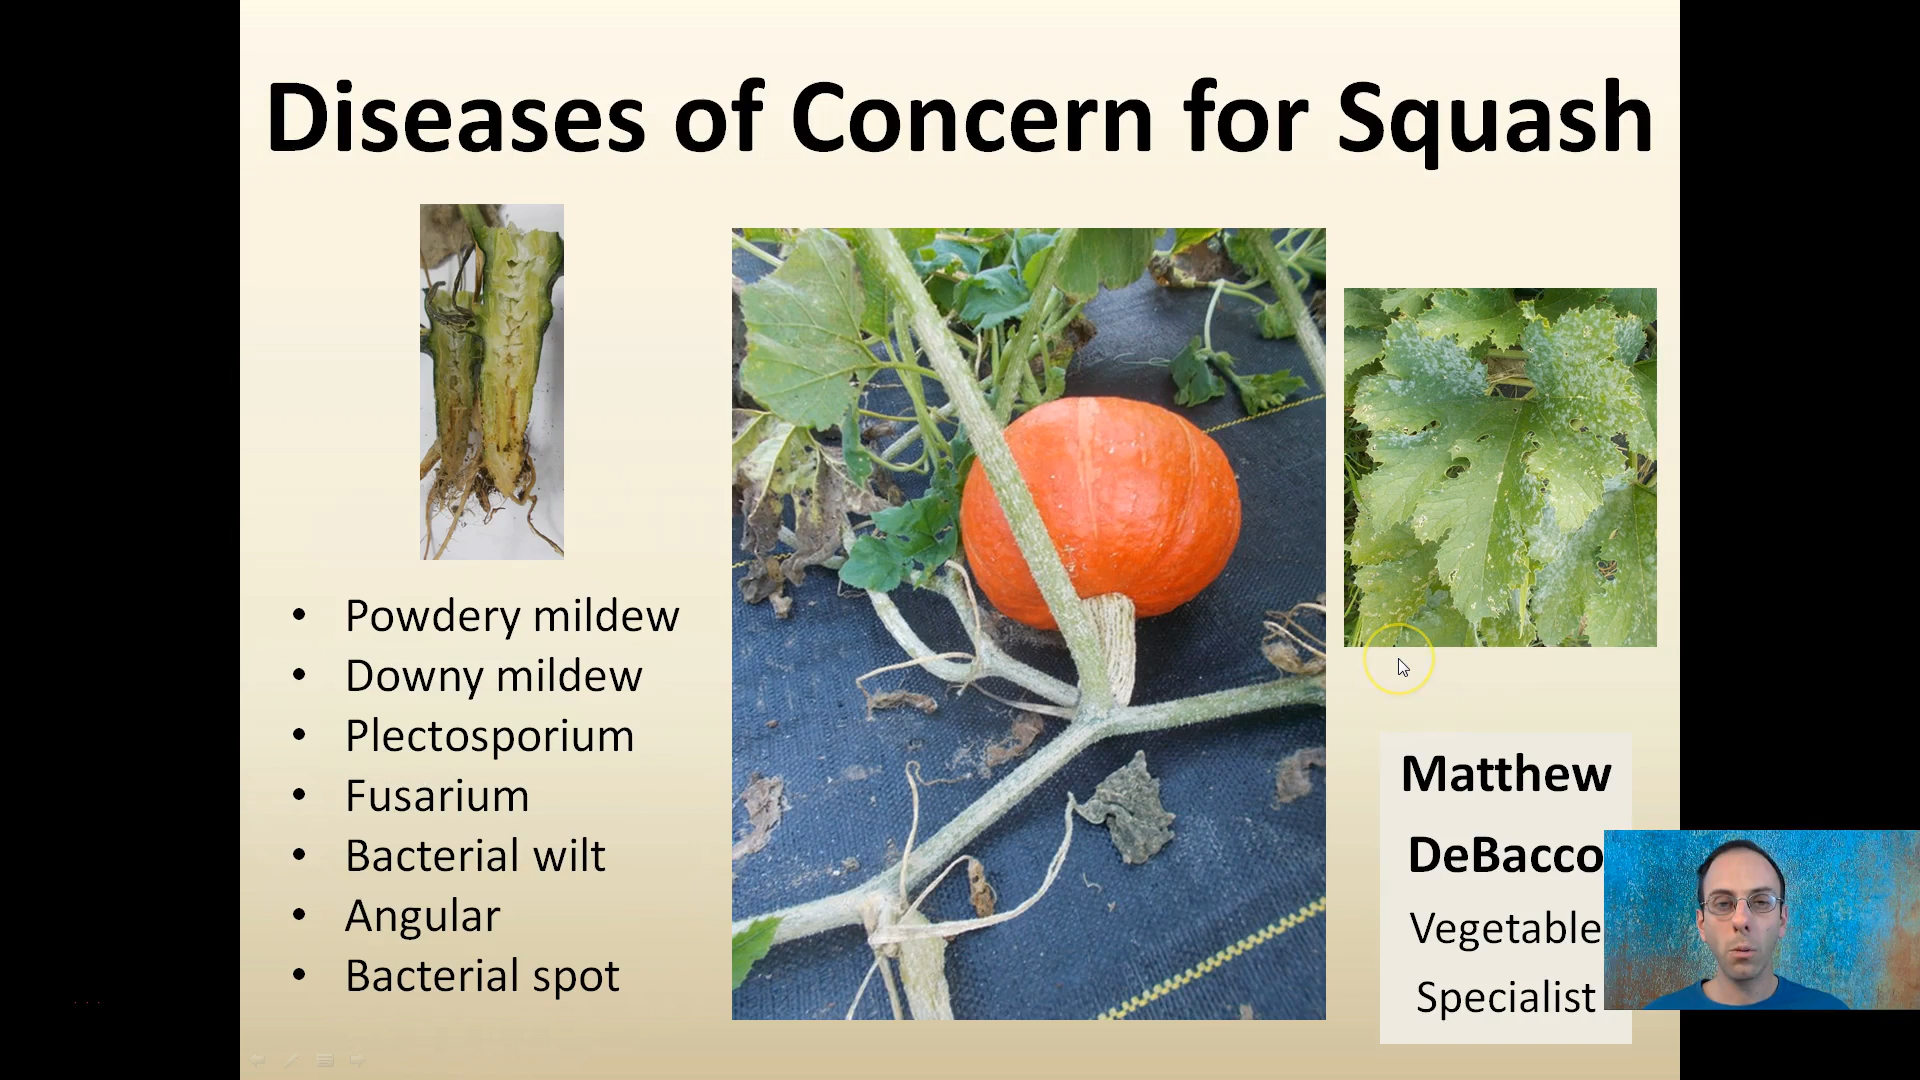 Diseases of Concern for Squash
• Powdery mildew
• Downy mildew
• Plectosporium
• Fusarium
• Bacterial wilt
• Angular
• Bacterial spot
Matthew
DeBacco
Vegetable
Specialist